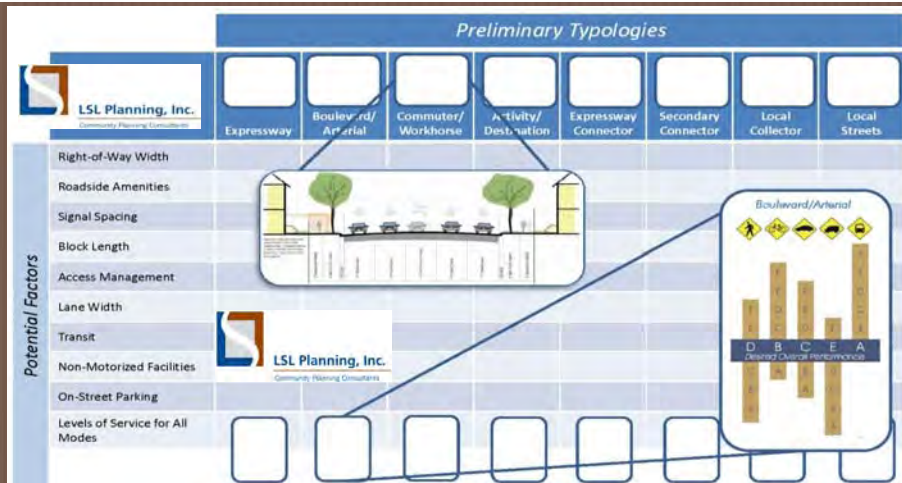 Preliminary Typologies
LSL Planning, Inc.
Community Planning Consultants
Expressway
Boulevard/
Arterial
Commuter/
Workhorse
Activity/
Destination
Expressway
Connector
Secondary
Connector
Local
Collector
Local
Streets
Potential Factors
Right-of-Way Width
Roadside Amenities
Signal Spacing
Block Length
Access Management
Lane Width
Transit
Non-Motorized Facilities
On-Street Parking
Levels of Service for All
Modes
LSL Planning, Inc.
Community Planning Consultants
Boulevard/Arterial
D B C E A
Desired Overall Performance